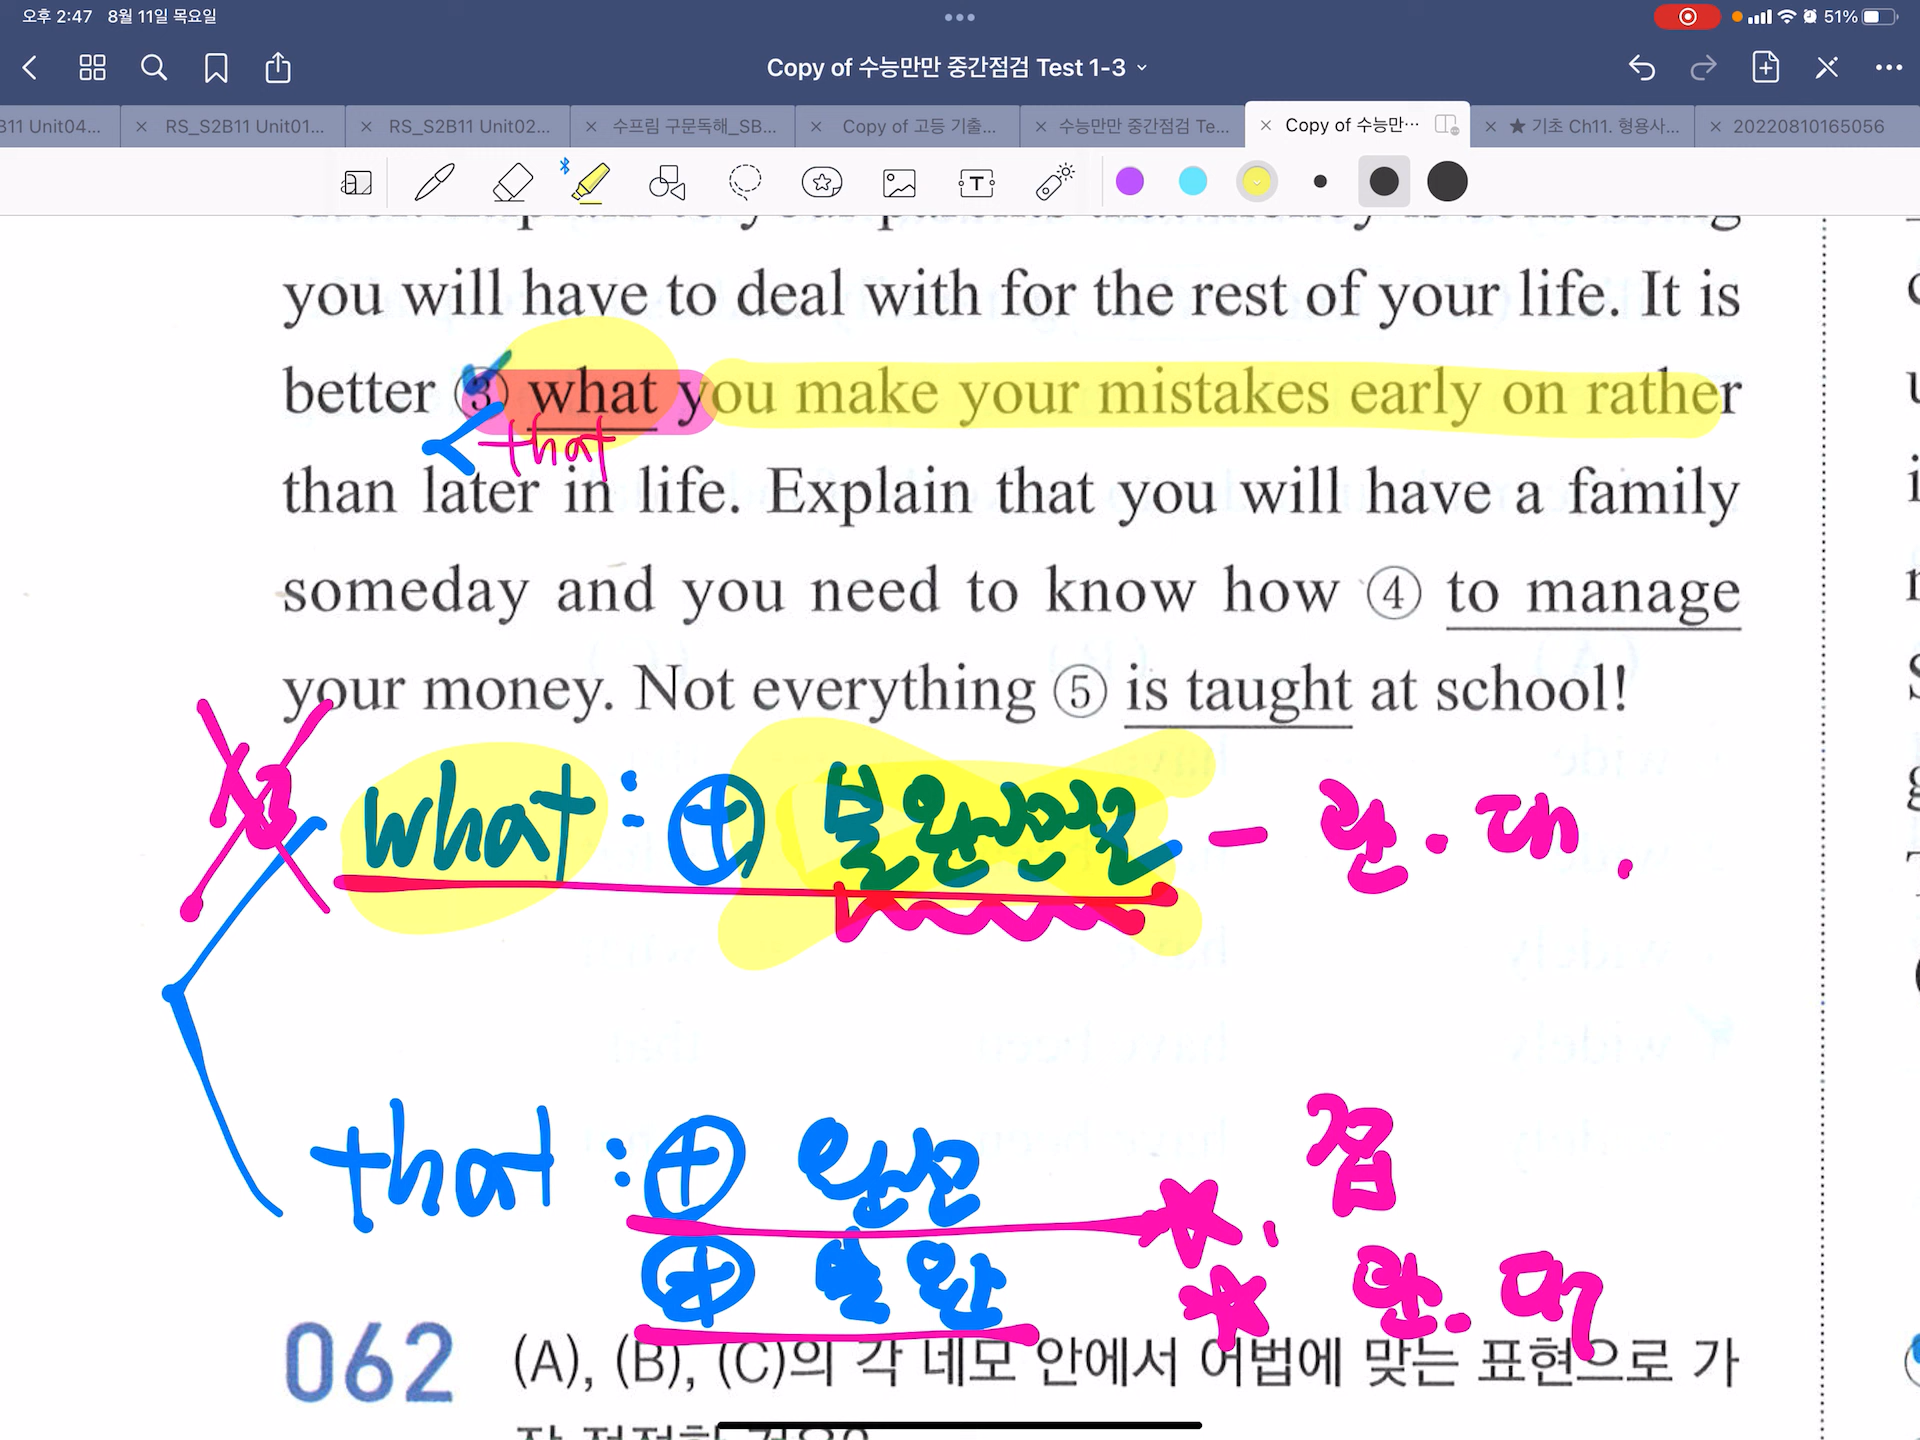 오후 2:47 8월 11일 목요일
51%
Copy of 수능만만 중간점검 Test 1-3
311 Unit04... RS_S2B11 Unit01... RS_S2B11 Unit02... 수프림 구문독해_SB... Copy of 고등 기출... 수능만만 중간점검 Te... Copy of 수능만··· ★ 기초 Ch11. 형용사... 20220810165056
you will have to deal with for the rest of your life. It is
better ③ what you make your mistakes early on rather
that
than later in life. Explain that you will have a family
someday and you need to know how ④ to manage
your money. Not everything ⑤ is taught at school!
접
what : + 불완전 - 관·대.
that : + 완전 접
+ 불완 관.대
062 (A), (B), (C)의 각 네모 안에서 어법에 맞는 표현으로 가